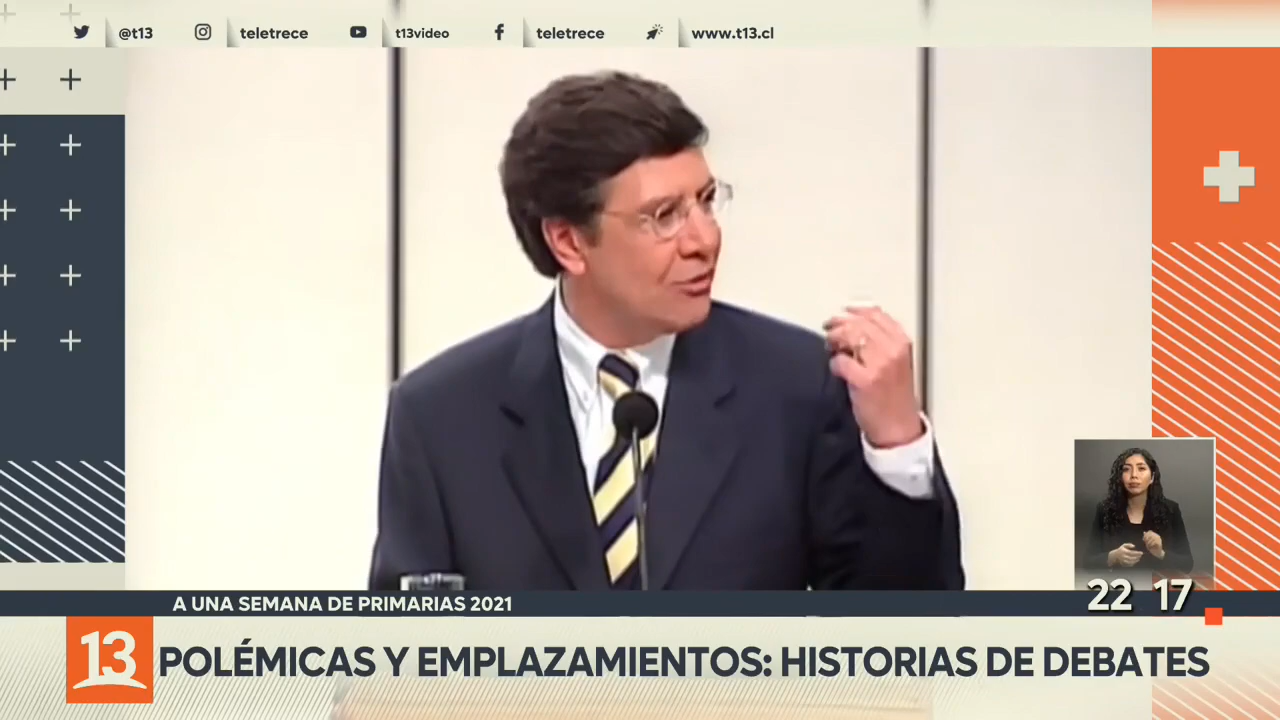 @t13 teletrece t13video teletrece www.t13.cl
A UNA SEMANA DE PRIMARIAS 2021
22 17
13
POLÉMICAS Y EMPLAZAMIENTOS: HISTORIAS DE DEBATES